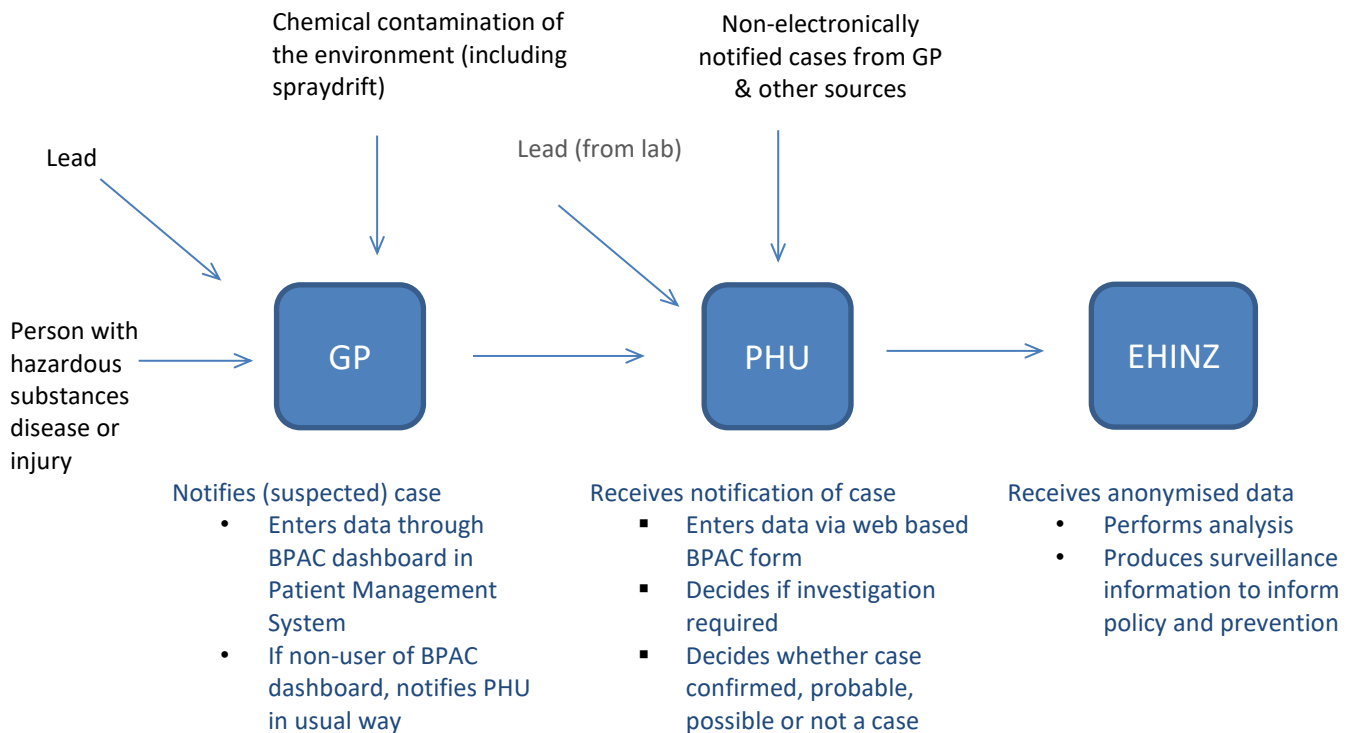 Chemical contamination of
the environment (including
spraydrift)
Non-electronically
notified cases from GP
& other sources
Lead
Lead (from lab)
Person with
hazardous
substances
disease or
injury
GP
PHU
EHINZ
Notifies (suspected) case
• Enters data through
BPAC dashboard in
Patient Management
System
• If non-user of BPAC
dashboard, notifies PHU
in usual way
Receives notification of case
▪ Enters data via web based
BPAC form
▪ Decides if investigation
required
▪ Decides whether case
confirmed, probable,
possible or not a case
Receives anonymised data
• Performs analysis
• Produces surveillance
information to inform
policy and prevention